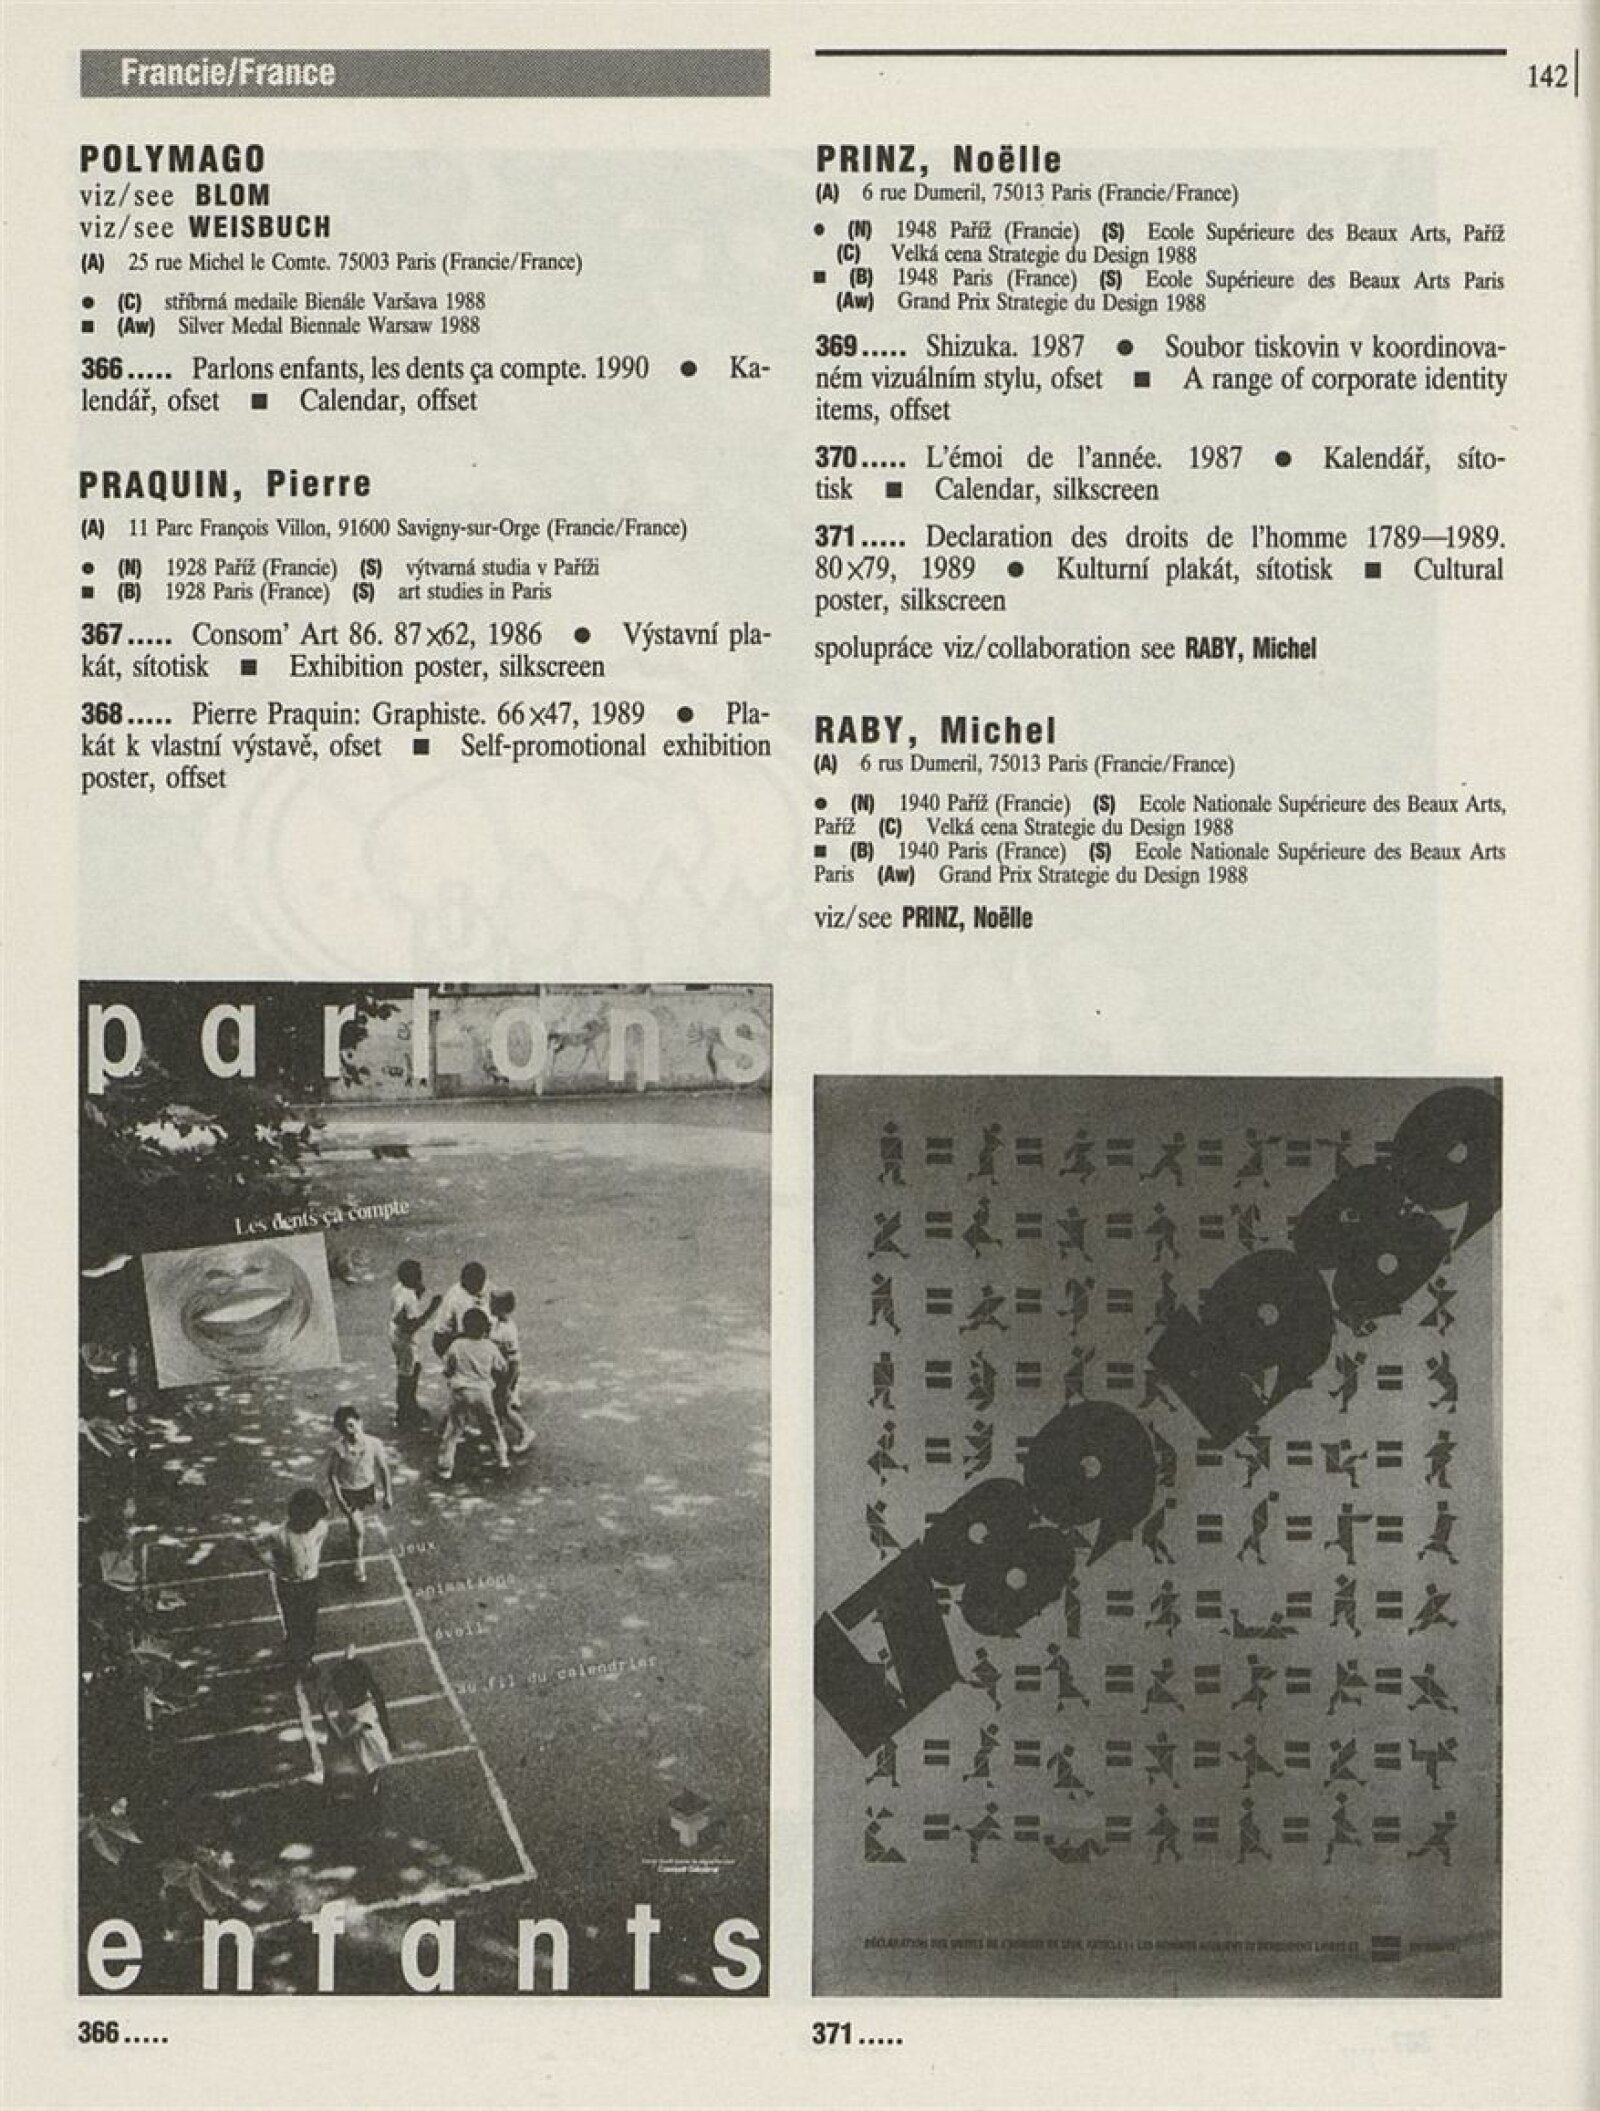 Francie/France
142
POLYMAGO
viz/see BLOM
viz/see WEISBUCH
(A) 25 rue Michel le Comte. 75003 Paris (Francie/France)
● (C) stříbrná medaile Bienále Varšava 1988
■ (Aw) Silver Medal Biennale Warsaw 1988
366..... Parlons enfants, les dents ça compte. 1990 ● Ka-
lendář, ofset ■ Calendar, offset
PRAQUIN, Pierre
(A) 11 Parc François Villon, 91600 Savigny-sur-Orge (Francie/France)
● (N) 1928 Paříž (Francie) (S) výtvarná studia v Paříži
■ (B) 1928 Paris (France) (S) art studies in Paris
367..... Consom' Art 86. 87×62, 1986 ● Výstavní pla-
kát, sítotisk ■ Exhibition poster, silkscreen
368..... Pierre Praquin: Graphiste. 66×47, 1989 ● Pla-
kát k vlastní výstavě, ofset ■ Self-promotional exhibition
poster, offset
PRINZ, Noëlle
(A) 6 rue Dumeril, 75013 Paris (Francie/France)
● (N) 1948 Paříž (Francie) (S) Ecole Supérieure des Beaux Arts, Paříž
(C) Velká cena Strategie du Design 1988
■ (B) 1948 Paris (France) (S) Ecole Supérieure des Beaux Arts Paris
(Aw) Grand Prix Strategie du Design 1988
369..... Shizuka. 1987 ● Soubor tiskovin v koordinova-
ném vizuálním stylu, ofset ■ A range of corporate identity
items, offset
370..... L'émoi de l'année. 1987 ● Kalendář, síto-
tisk ■ Calendar, silkscreen
371..... Declaration des droits de l'homme 1789—1989.
80×79, 1989 ● Kulturní plakát, sítotisk ■ Cultural
poster, silkscreen
spolupráce viz/collaboration see RABY, Michel
RABY, Michel
(A) 6 rus Dumeril, 75013 Paris (Francie/France)
● (N) 1940 Paříž (Francie) (S) Ecole Nationale Supérieure des Beaux Arts,
Paříž (C) Velká cena Strategie du Design 1988
■ (B) 1940 Paris (France) (S) Ecole Nationale Supérieure des Beaux Arts
Paris (Aw) Grand Prix Strategie du Design 1988
viz/see PRINZ, Noëlle
parlons
Les dents ça compte
jeux
animations
éveil
au fil du calendrier
Conseil Général
enfants
366.....
1789
1989
371.....